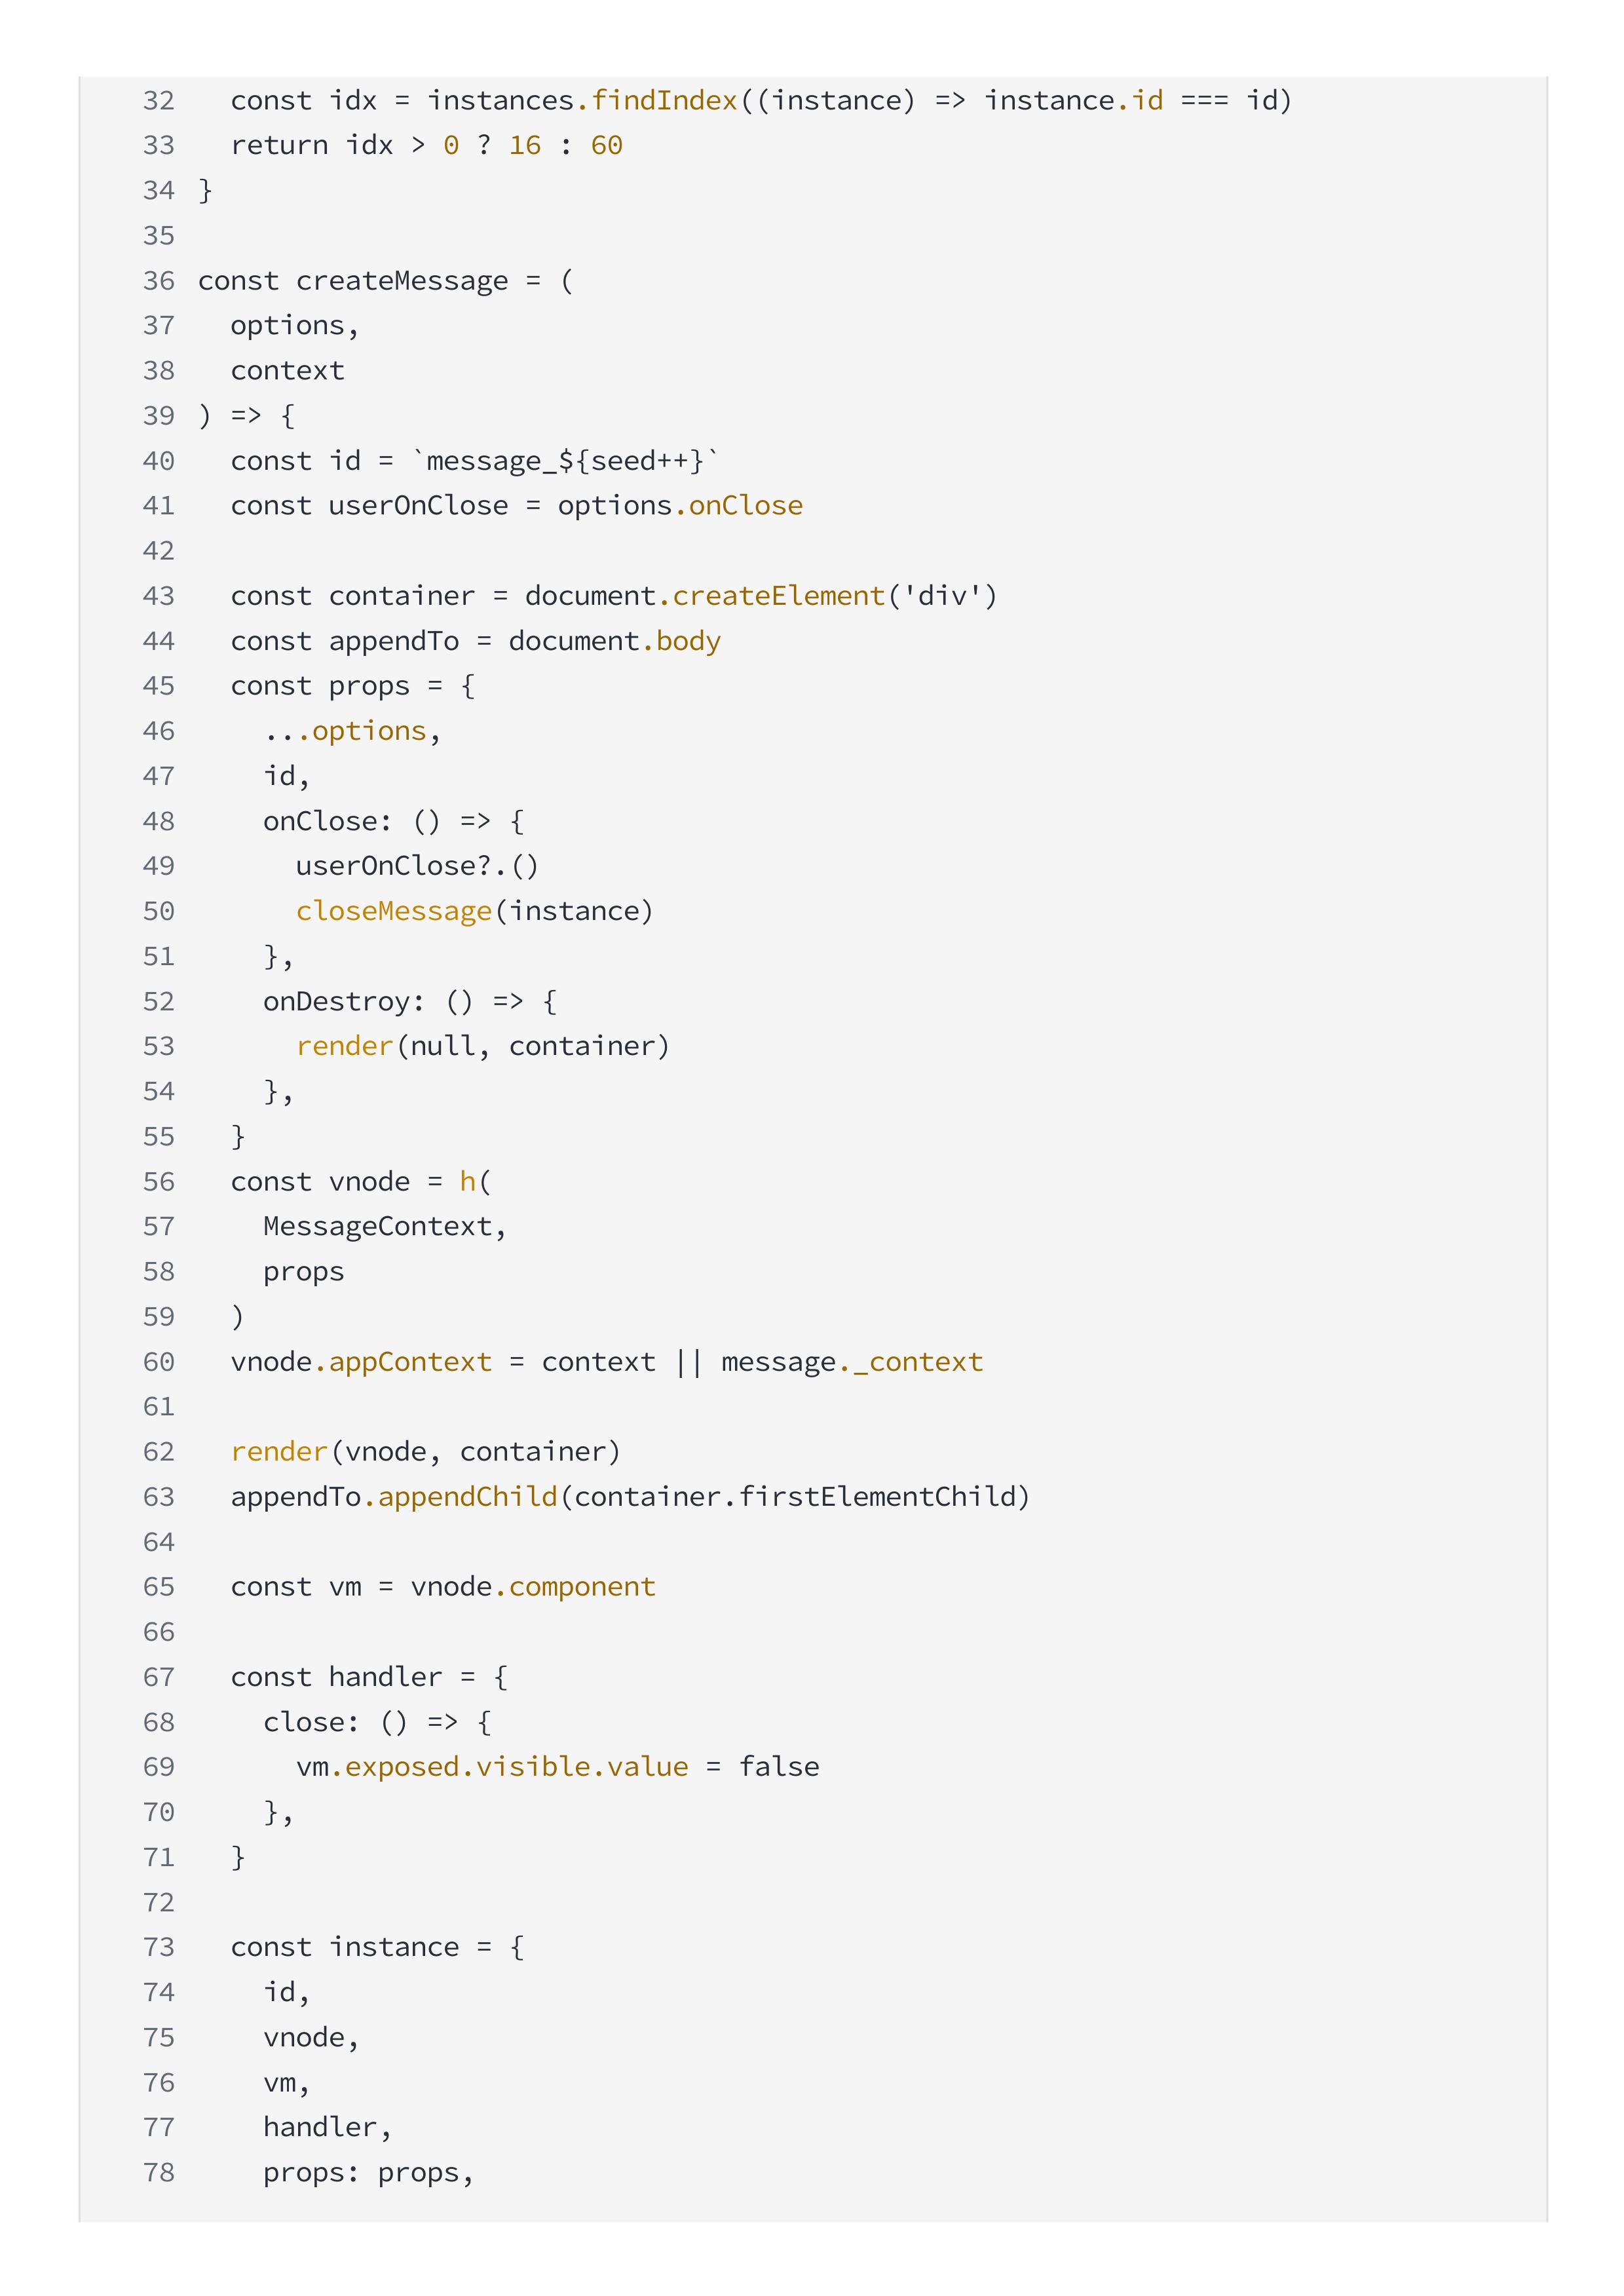 32   const idx = instances.findIndex((instance) => instance.id === id)
33   return idx > 0 ? 16 : 60
34 }
35
36 const createMessage = (
37   options,
38   context
39 ) => {
40   const id = `message_${seed++}`
41   const userOnClose = options.onClose
42
43   const container = document.createElement('div')
44   const appendTo = document.body
45   const props = {
46     ...options,
47     id,
48     onClose: () => {
49       userOnClose?.()
50       closeMessage(instance)
51     },
52     onDestroy: () => {
53       render(null, container)
54     },
55   }
56   const vnode = h(
57     MessageContext,
58     props
59   )
60   vnode.appContext = context || message._context
61
62   render(vnode, container)
63   appendTo.appendChild(container.firstElementChild)
64
65   const vm = vnode.component
66
67   const handler = {
68     close: () => {
69       vm.exposed.visible.value = false
70     },
71   }
72
73   const instance = {
74     id,
75     vnode,
76     vm,
77     handler,
78     props: props,